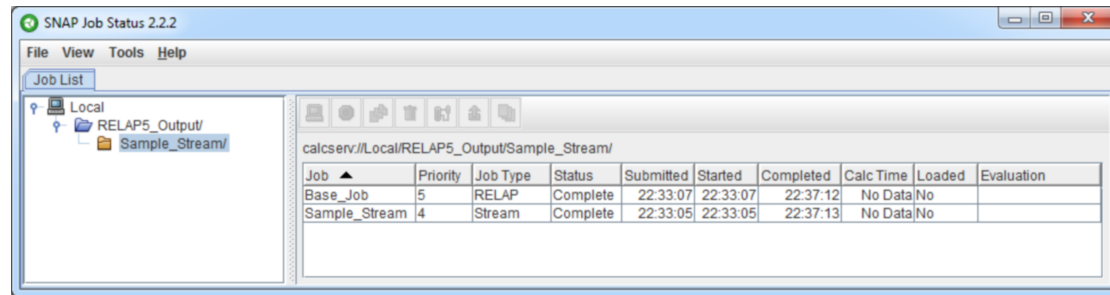 SNAP Job Status 2.2.2
File View Tools Help
Job List
Local
RELAP5_Output/
Sample_Stream/
calcserv://Local/RELAP5_Output/Sample_Stream/
Job Priority Job Type Status Submitted Started Completed Calc Time Loaded Evaluation
Base_Job 5 RELAP Complete 22:33:07 22:33:07 22:37:12 No Data No
Sample_Stream 4 Stream Complete 22:33:05 22:33:05 22:37:13 No Data No